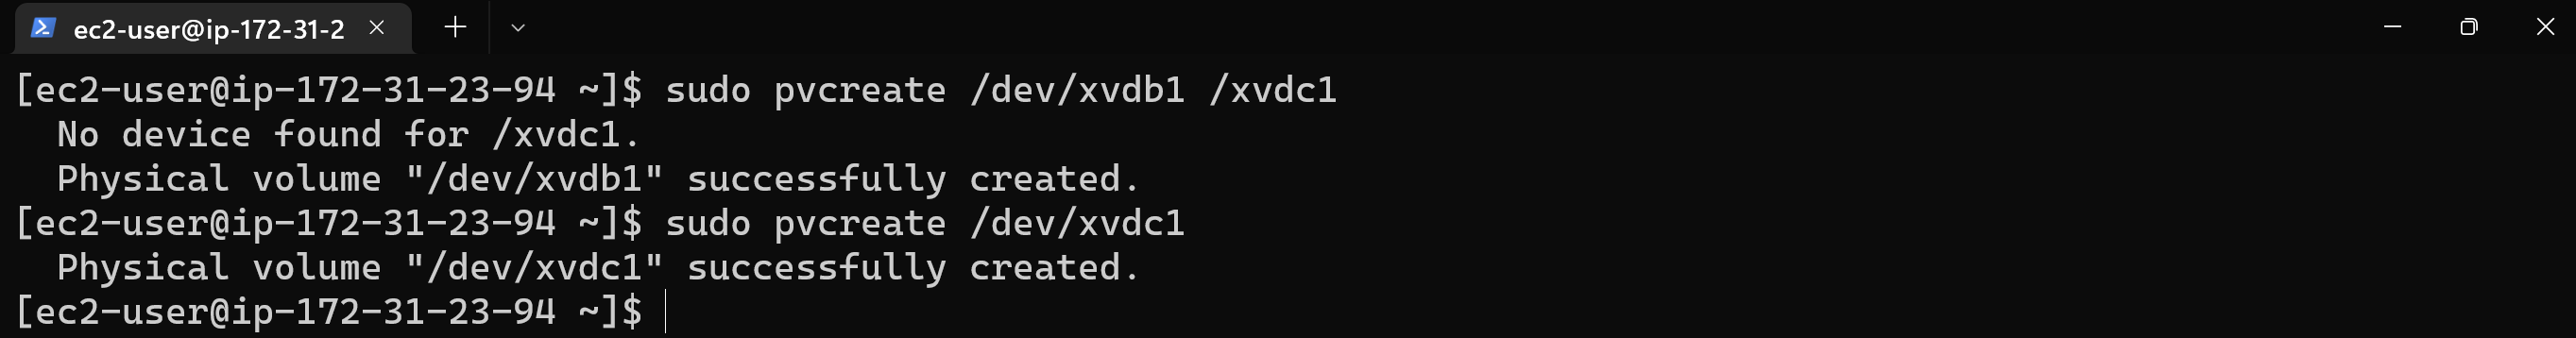 ec2-user@ip-172-31-2
[ec2-user@ip-172-31-23-94 ~]$ sudo pvcreate /dev/xvdb1 /xvdc1
  No device found for /xvdc1.
  Physical volume "/dev/xvdb1" successfully created.
[ec2-user@ip-172-31-23-94 ~]$ sudo pvcreate /dev/xvdc1
  Physical volume "/dev/xvdc1" successfully created.
[ec2-user@ip-172-31-23-94 ~]$